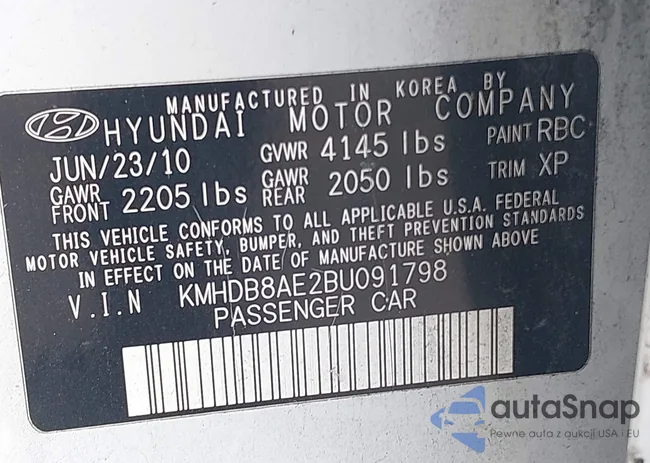 MANUFACTURED IN KOREA BY
HYUNDAI MOTOR COMPANY
JUN/23/10 GVWR 4145 lbs PAINT RBC
GAWR FRONT 2205 lbs GAWR REAR 2050 lbs TRIM XP
THIS VEHICLE CONFORMS TO ALL APPLICABLE U.S.A. FEDERAL
MOTOR VEHICLE SAFETY, BUMPER, AND THEFT PREVENTION STANDARDS
IN EFFECT ON THE DATE OF MANUFACTURE SHOWN ABOVE
V.I.N KMHDB8AE2BU091798
PASSENGER CAR
autaSnap
Pewne auta z aukcji USA i EU